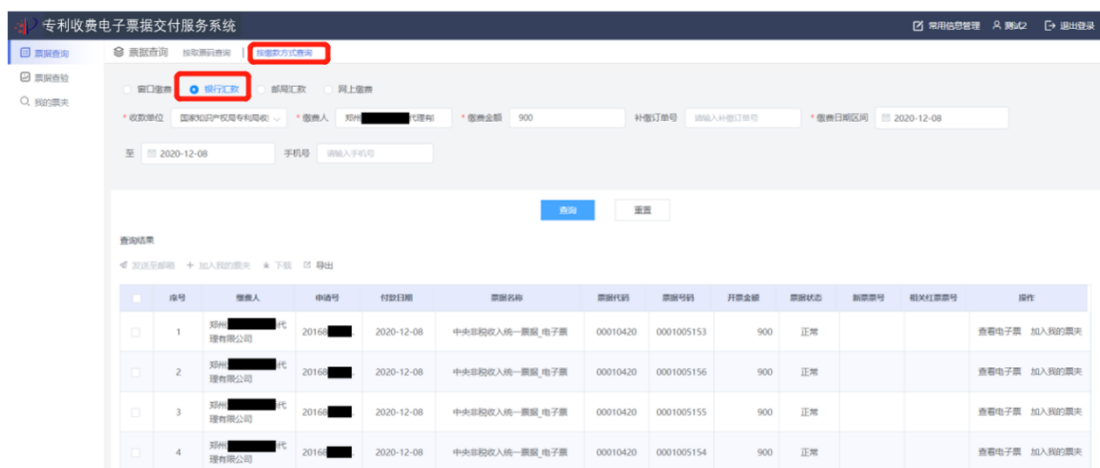 专利收费电子票据交付服务系统 常用信息管理 测试2 退出登录
票据查询 票据查询 按取票码查询 | 按缴款方式查询
票据查验
我的票夹
窗口缴费 银行汇款 邮局汇款 网上缴费
* 收款单位 国家知识产权局专利局收 * 缴费人 郑州 代理有 * 缴费金额 900 补缴订单号 请输入补缴订单号 * 缴费日期区间 2020-12-08
至 2020-12-08 手机号 请输入手机号
查询 重置
查询结果
发送至邮箱 加入我的票夹 下载 导出
序号 缴费人 申请号 付款日期 票据名称 票据代码 票据号码 开票金额 票据状态 新票票号 相关红票票号 操作
1 郑州 代理有限公司 20168 2020-12-08 中央非税收入统一票据_电子票 00010420 0001005153 900 正常 查看电子票 加入我的票夹
2 郑州 代理有限公司 20168 2020-12-08 中央非税收入统一票据_电子票 00010420 0001005156 900 正常 查看电子票 加入我的票夹
3 郑州 代理有限公司 20168 2020-12-08 中央非税收入统一票据_电子票 00010420 0001005155 900 正常 查看电子票 加入我的票夹
4 郑州 代理有限公司 20168 2020-12-08 中央非税收入统一票据_电子票 00010420 0001005154 900 正常 查看电子票 加入我的票夹